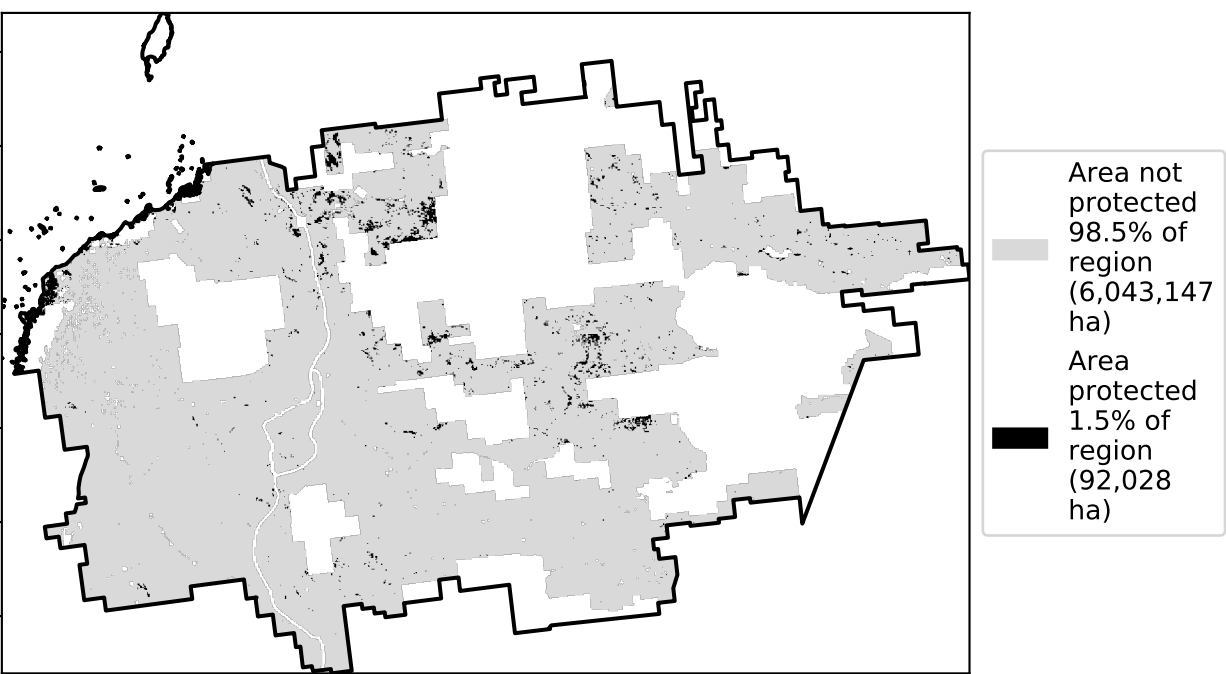 Area not
protected
98.5% of
region
(6,043,147
ha)
Area
protected
1.5% of
region
(92,028
ha)